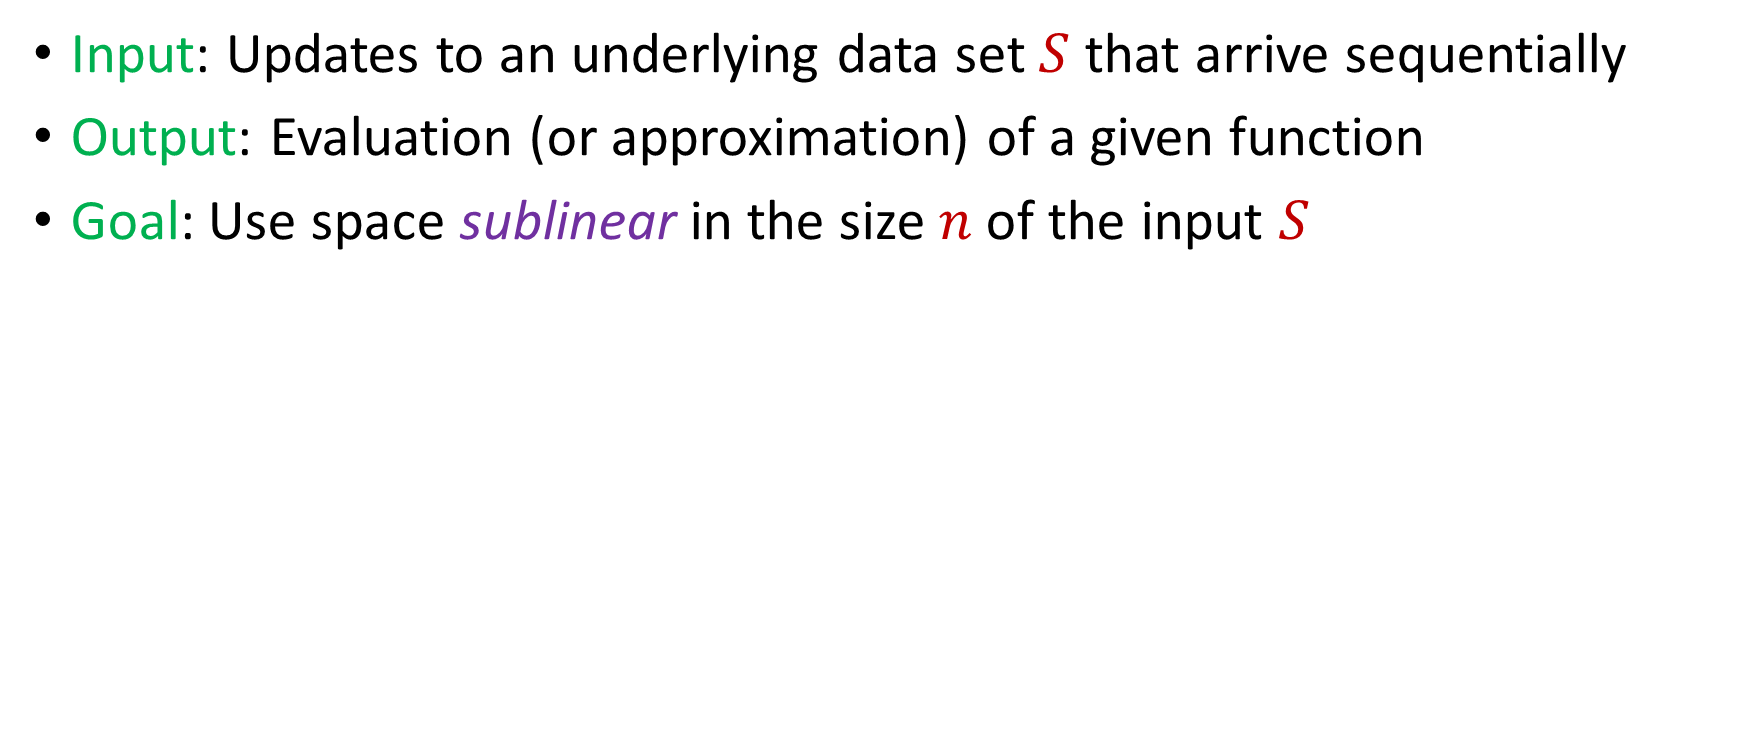 • Input: Updates to an underlying data set S that arrive sequentially
• Output: Evaluation (or approximation) of a given function
• Goal: Use space sublinear in the size n of the input S